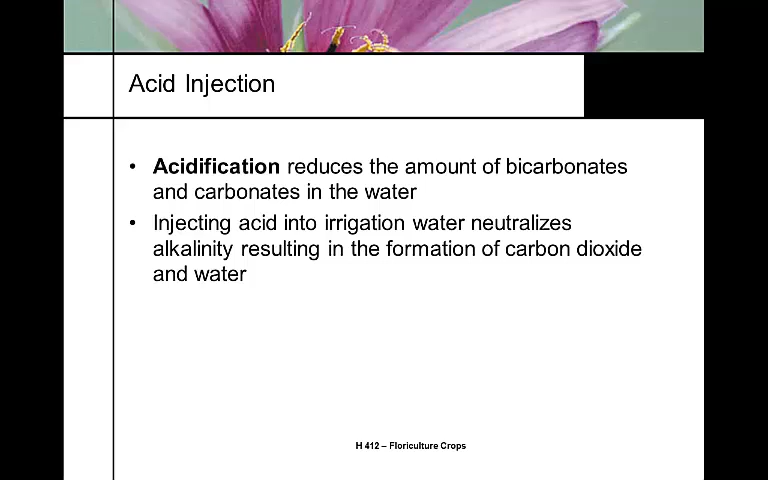 Acid Injection
• Acidification reduces the amount of bicarbonates
and carbonates in the water
• Injecting acid into irrigation water neutralizes
alkalinity resulting in the formation of carbon dioxide
and water
H 412 – Floriculture Crops